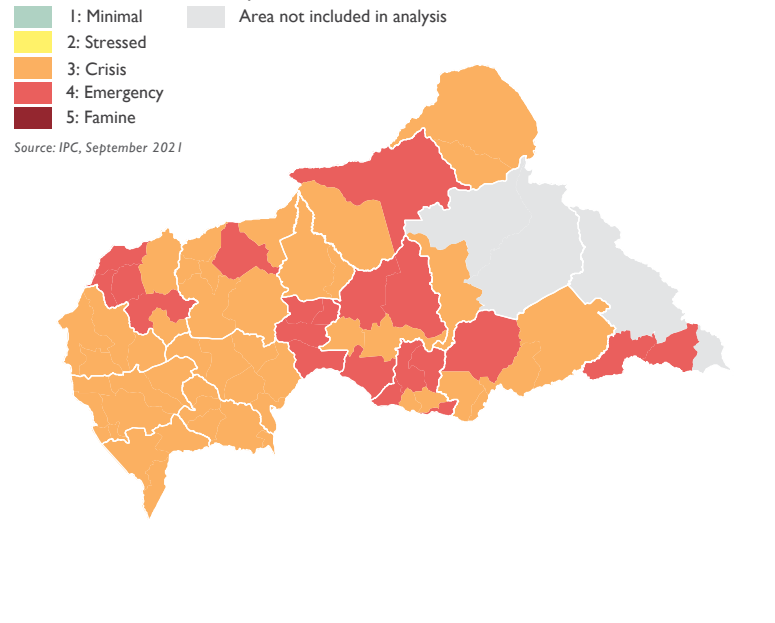 1: Minimal
Area not included in analysis
2: Stressed
3: Crisis
4: Emergency
5: Famine
Source: IPC, September 2021